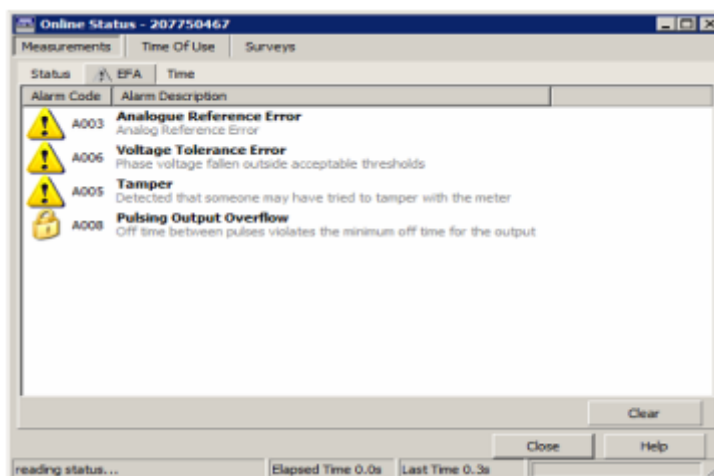 Online Status - 207750467
Measurements Time Of Use Surveys
Status EFA Time
Alarm Code Alarm Description
A003 Analogue Reference Error
Analog Reference Error
A006 Voltage Tolerance Error
Phase voltage fallen outside acceptable thresholds
A005 Tamper
Detected that someone may have tried to tamper with the meter
A008 Pulsing Output Overflow
Off time between pulses violates the minimum off time for the output
Clear
Close Help
reading status... Elapsed Time 0.0s Last Time 0.3s